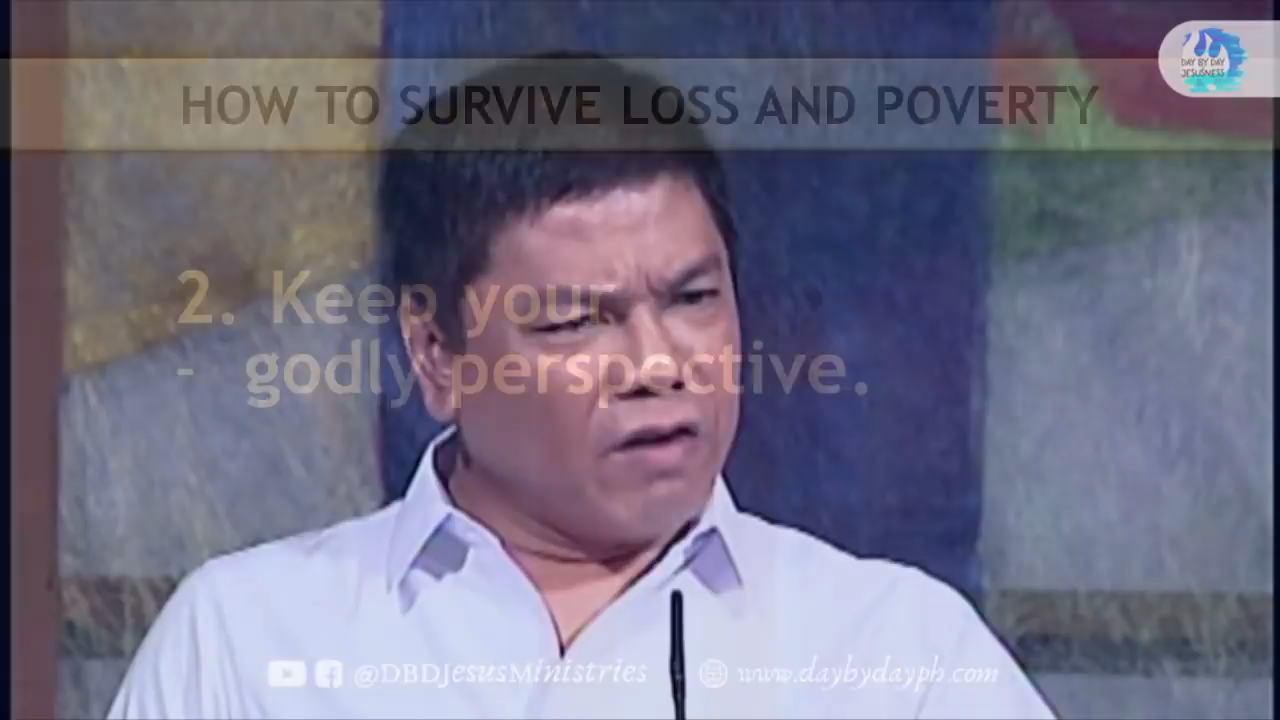 DAY BY DAY
JESUSNESS
HOW TO SURVIVE LOSS AND POVERTY
2. Keep your
- godly perspective.
@DBDJesusMinistries www.daybydayph.com